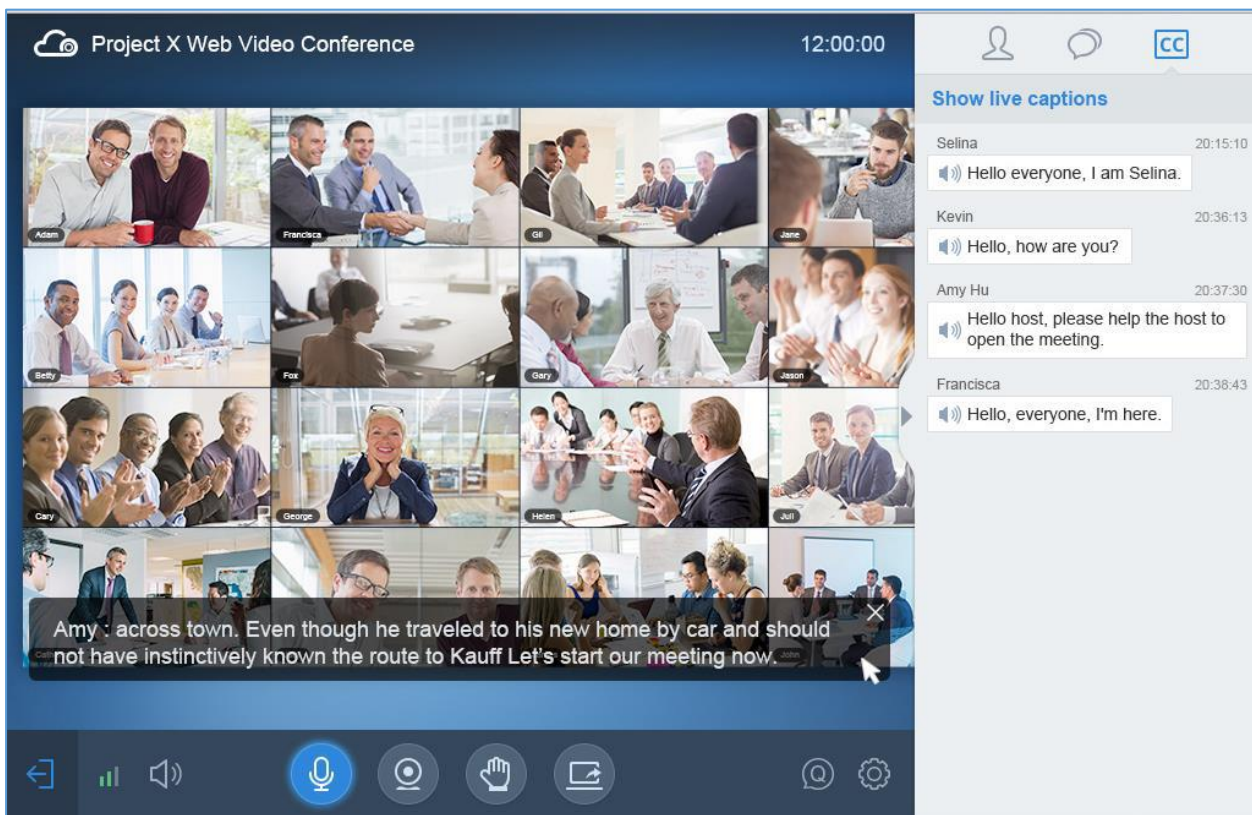 Project X Web Video Conference
12:00:00
Adam
Francisca
Gil
Jane
Betty
Fox
Gary
Jason
Cary
George
Helen
Juli
John
Amy : across town. Even though he traveled to his new home by car and should
not have instinctively known the route to Kauff Let's start our meeting now.
CC
Show live captions
Selina
20:15:10
Hello everyone, I am Selina.
Kevin
20:36:13
Hello, how are you?
Amy Hu
20:37:30
Hello host, please help the host to
open the meeting.
Francisca
20:38:43
Hello, everyone, I'm here.
Q